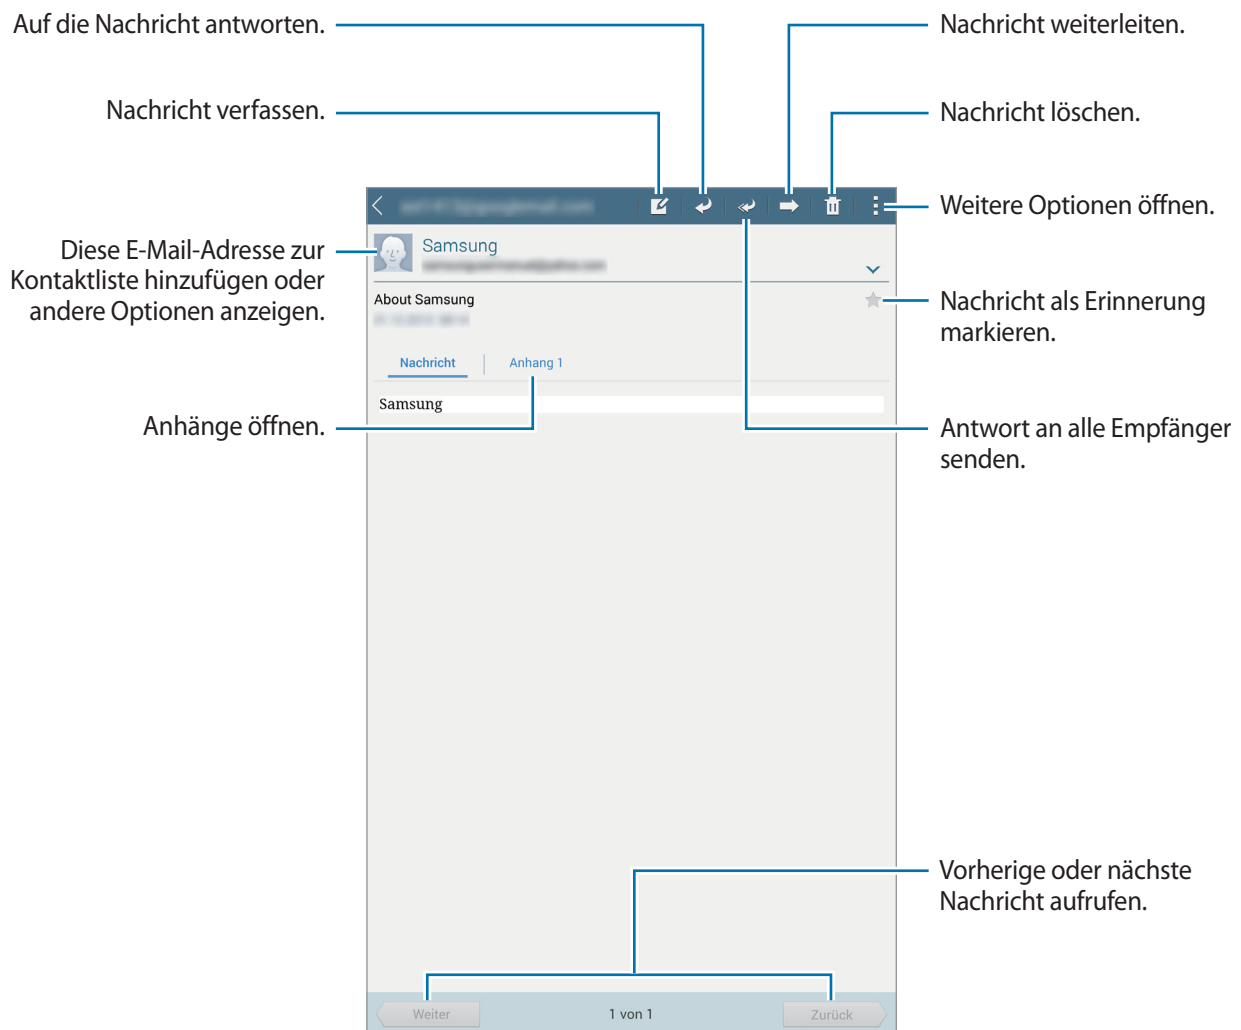 Auf die Nachricht antworten.
Nachricht weiterleiten.
Nachricht verfassen.
Nachricht löschen.
Weitere Optionen öffnen.
Diese E-Mail-Adresse zur
Kontaktliste hinzufügen oder
andere Optionen anzeigen.
Samsung
About Samsung
Nachricht als Erinnerung
markieren.
Nachricht
Anhang 1
Samsung
Anhänge öffnen.
Antwort an alle Empfänger
senden.
Vorherige oder nächste
Nachricht aufrufen.
Weiter
1 von 1
Zurück